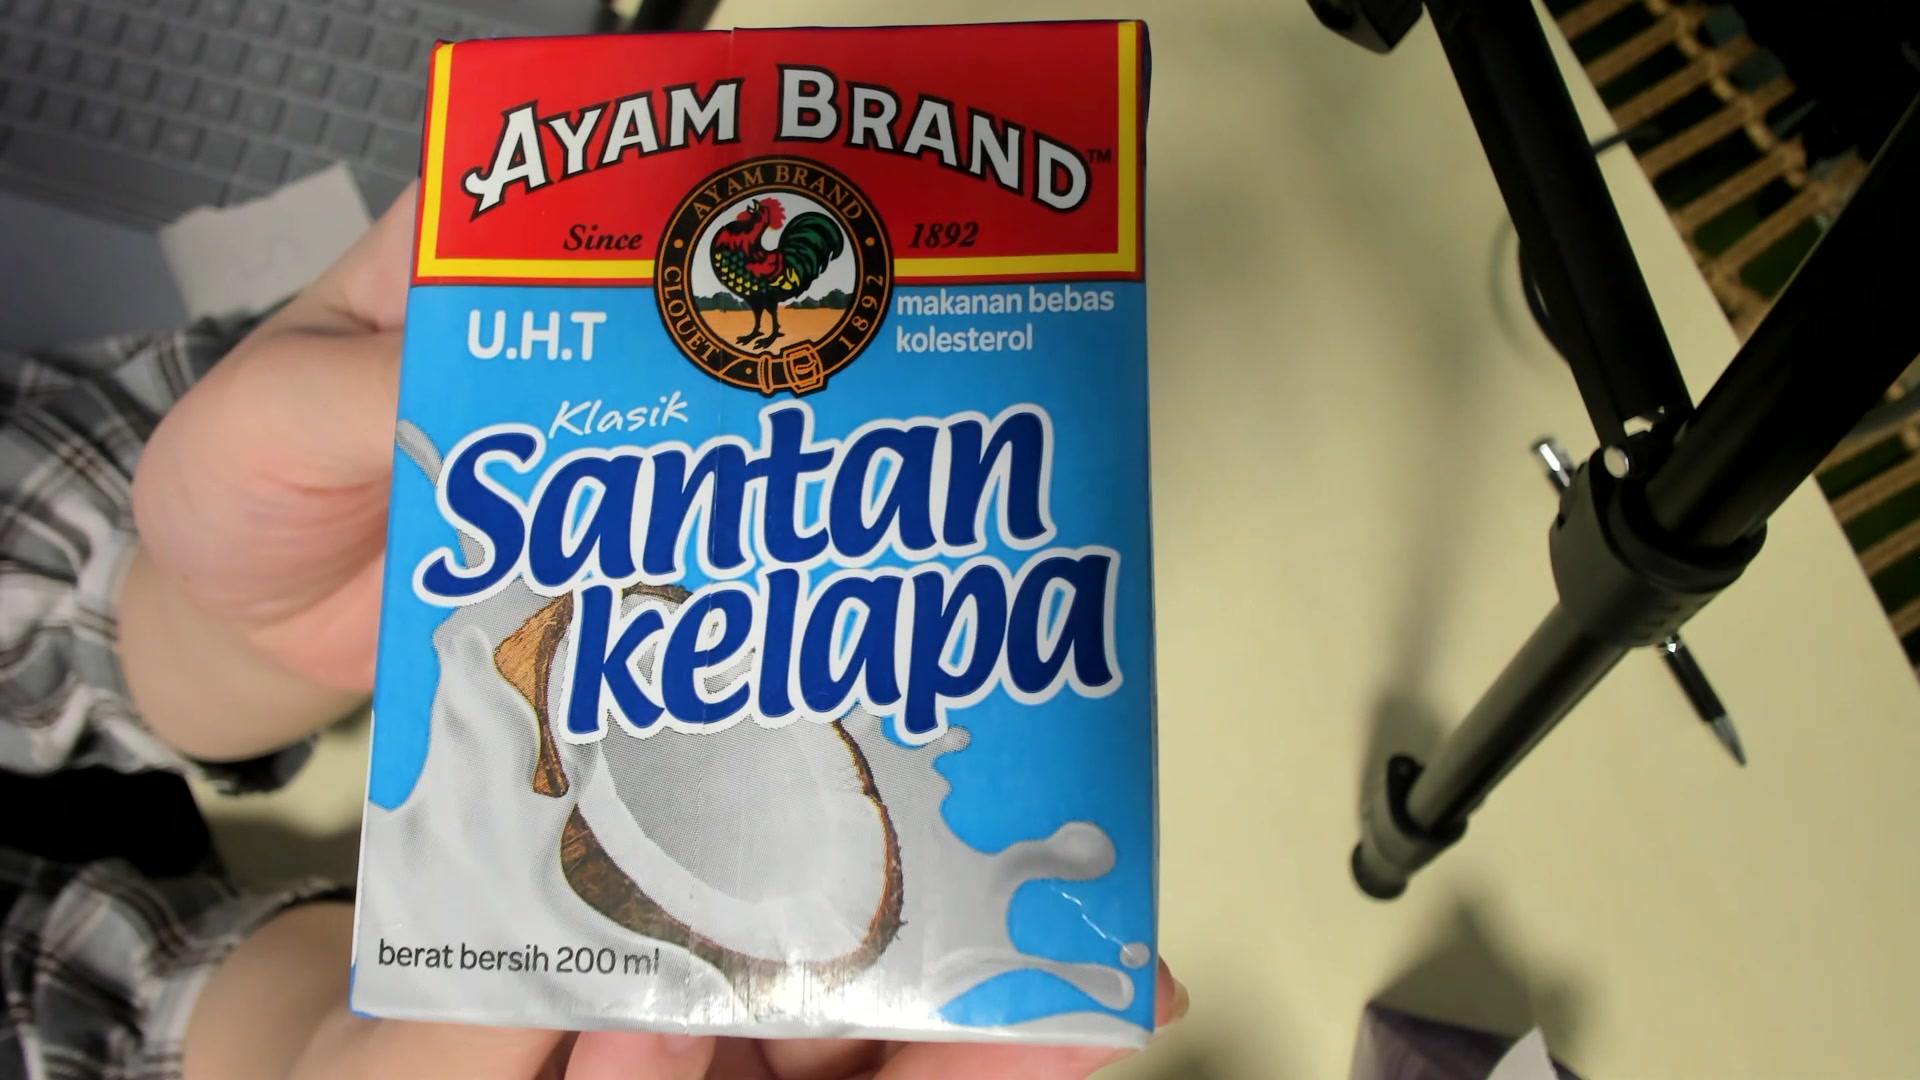 AYAM BRAND™
Since 1892
AYAM BRAND
CLOUET 1892
U.H.T
makanan bebas
kolesterol
Klasik
Santan
kelapa
berat bersih 200 ml